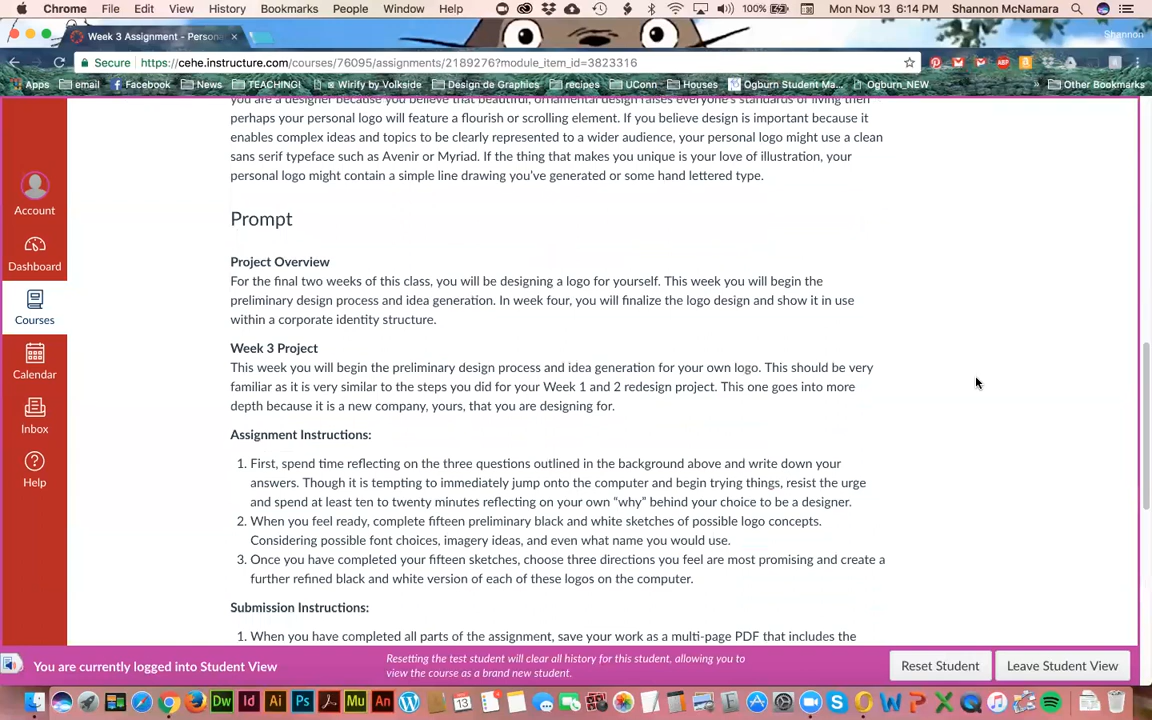 Chrome File Edit View History Bookmarks People Window Help 100% Mon Nov 13 6:14 PM Shannon McNamara
Week 3 Assignment - Persona × Shannon
Secure https://cehe.instructure.com/courses/76095/assignments/2189276?module_item_id=3823316
Apps email Facebook News TEACHING! Wirify by Volkside Design de Graphics recipes UConn Houses Ogburn Student Ma... Ogburn_NEW » Other Bookmarks
you are a designer because you believe that beautiful, ornamental design raises everyone's standards of living then
perhaps your personal logo will feature a flourish or scrolling element. If you believe design is important because it
enables complex ideas and topics to be clearly represented to a wider audience, your personal logo might use a clean
sans serif typeface such as Avenir or Myriad. If the thing that makes you unique is your love of illustration, your
personal logo might contain a simple line drawing you've generated or some hand lettered type.
Prompt
Project Overview
For the final two weeks of this class, you will be designing a logo for yourself. This week you will begin the
preliminary design process and idea generation. In week four, you will finalize the logo design and show it in use
within a corporate identity structure.
Week 3 Project
This week you will begin the preliminary design process and idea generation for your own logo. This should be very
familiar as it is very similar to the steps you did for your Week 1 and 2 redesign project. This one goes into more
depth because it is a new company, yours, that you are designing for.
Assignment Instructions:
1. First, spend time reflecting on the three questions outlined in the background above and write down your
answers. Though it is tempting to immediately jump onto the computer and begin trying things, resist the urge
and spend at least ten to twenty minutes reflecting on your own "why" behind your choice to be a designer.
2. When you feel ready, complete fifteen preliminary black and white sketches of possible logo concepts.
Considering possible font choices, imagery ideas, and even what name you would use.
3. Once you have completed your fifteen sketches, choose three directions you feel are most promising and create a
further refined black and white version of each of these logos on the computer.
Submission Instructions:
1. When you have completed all parts of the assignment, save your work as a multi-page PDF that includes the
Account
Dashboard
Courses
Calendar
Inbox
Help
You are currently logged into Student View
Resetting the test student will clear all history for this student, allowing you to
view the course as a brand new student.
Reset Student
Leave Student View
Dw Id Ai Ps Mu An 13